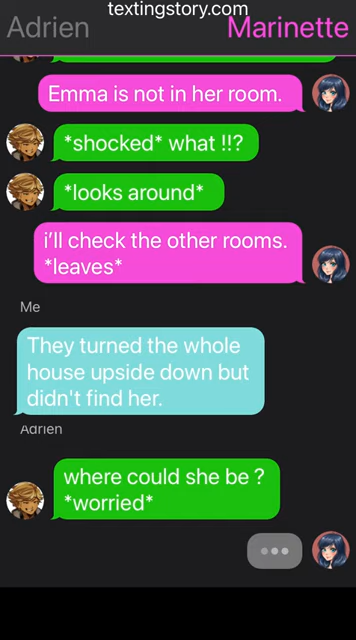 textingstory.com
Adrien Marinette
Emma is not in her room.
*shocked* what !!?
*looks around*
i'll check the other rooms.
*leaves*
Me
They turned the whole
house upside down but
didn't find her.
Adrien
where could she be ?
*worried*